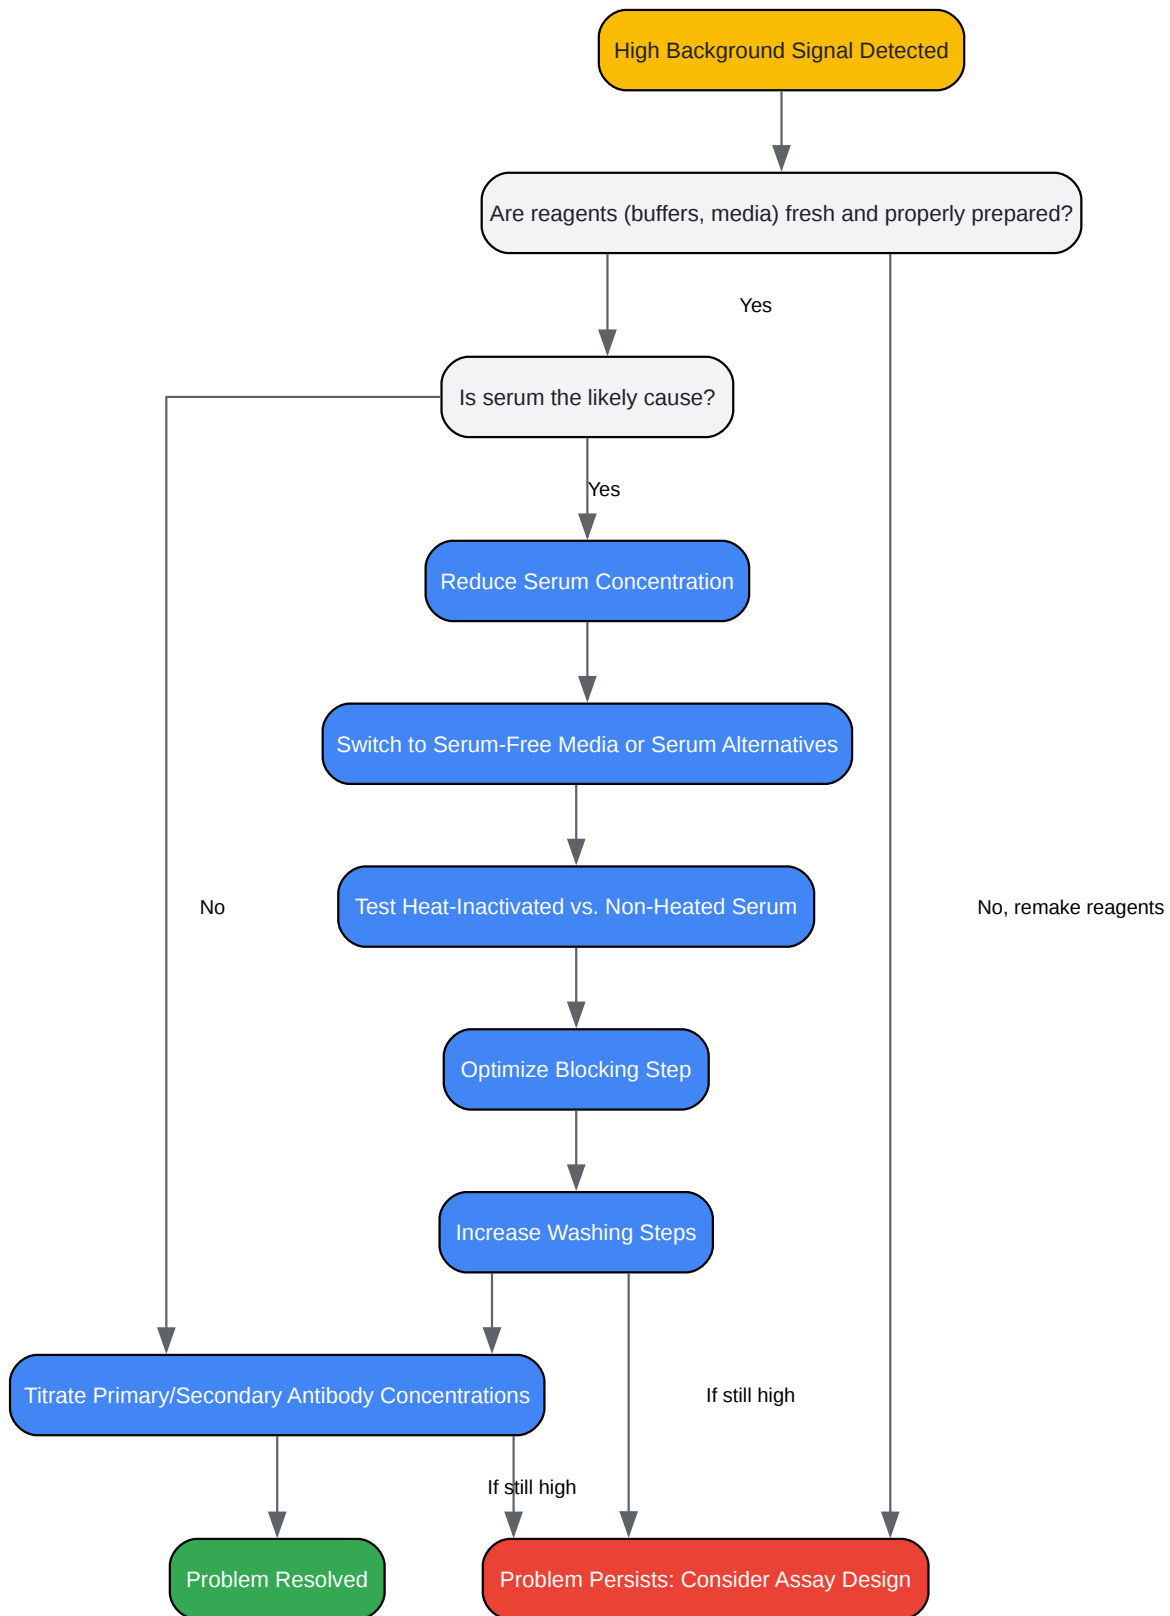 High Background Signal Detected
Are reagents (buffers, media) fresh and properly prepared?
Yes
Is serum the likely cause?
Yes
Reduce Serum Concentration
Switch to Serum-Free Media or Serum Alternatives
No
Test Heat-Inactivated vs. Non-Heated Serum
No, remake reagents
Optimize Blocking Step
Increase Washing Steps
Titrate Primary/Secondary Antibody Concentrations
If still high
If still high
Problem Resolved
Problem Persists: Consider Assay Design